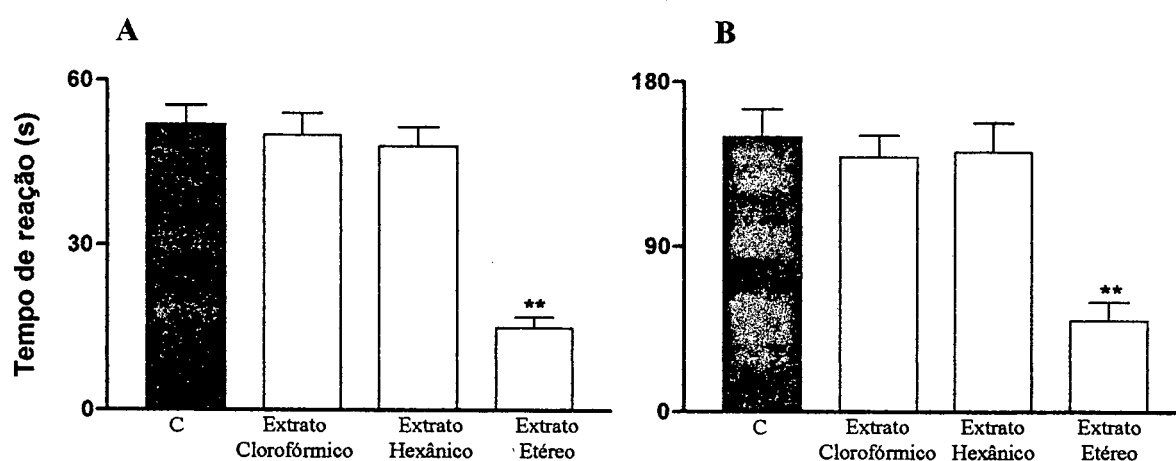 A
B
Tempo de reação (s)
60
30
0
**
C
Extrato
Clorofórmico
Extrato
Hexânico
Extrato
Etéreo
180
90
0
**
C
Extrato
Clorofórmico
Extrato
Hexânico
Extrato
Etéreo